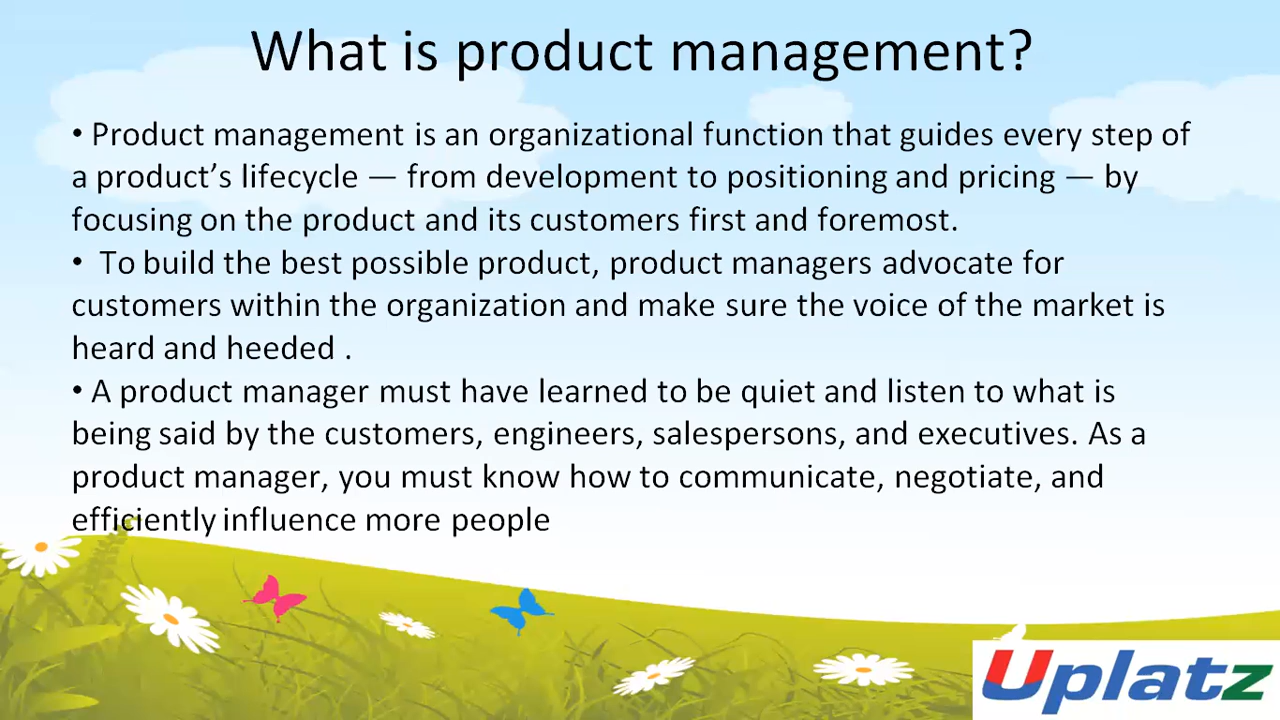 What is product management?
• Product management is an organizational function that guides every step of
a product’s lifecycle — from development to positioning and pricing — by
focusing on the product and its customers first and foremost.
• To build the best possible product, product managers advocate for
customers within the organization and make sure the voice of the market is
heard and heeded .
• A product manager must have learned to be quiet and listen to what is
being said by the customers, engineers, salespersons, and executives. As a
product manager, you must know how to communicate, negotiate, and
efficiently influence more people
Uplatz